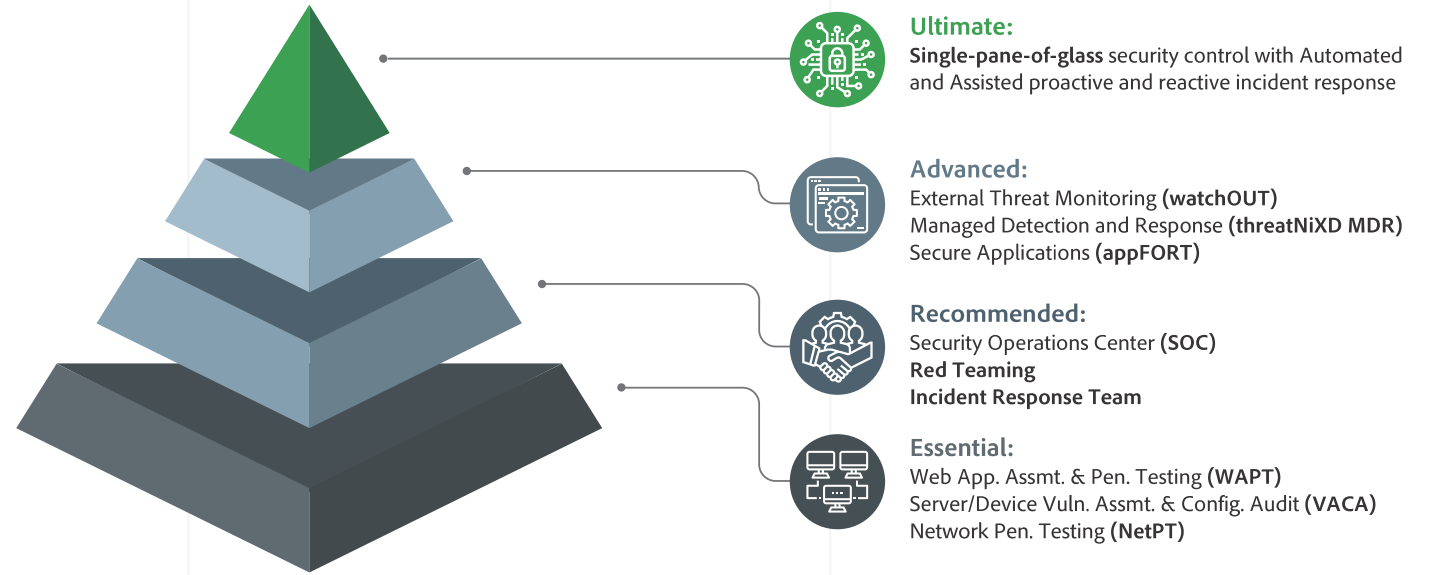 Ultimate:
Single-pane-of-glass security control with Automated
and Assisted proactive and reactive incident response
Advanced:
External Threat Monitoring (watchOUT)
Managed Detection and Response (threatNiXD MDR)
Secure Applications (appFORT)
Recommended:
Security Operations Center (SOC)
Red Teaming
Incident Response Team
Essential:
Web App. Assmt. & Pen. Testing (WAPT)
Server/Device Vuln. Assmt. & Config. Audit (VACA)
Network Pen. Testing (NetPT)